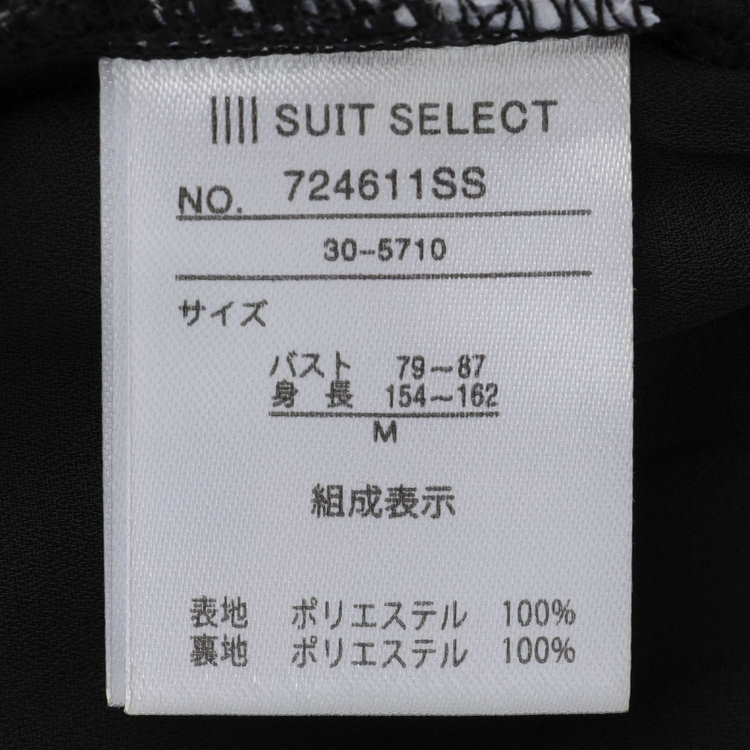 SUIT SELECT
NO. 724611SS
30-5710
サイズ
バスト 79～87
身長 154～162
M
組成表示
表地 ポリエステル 100%
裏地 ポリエステル 100%